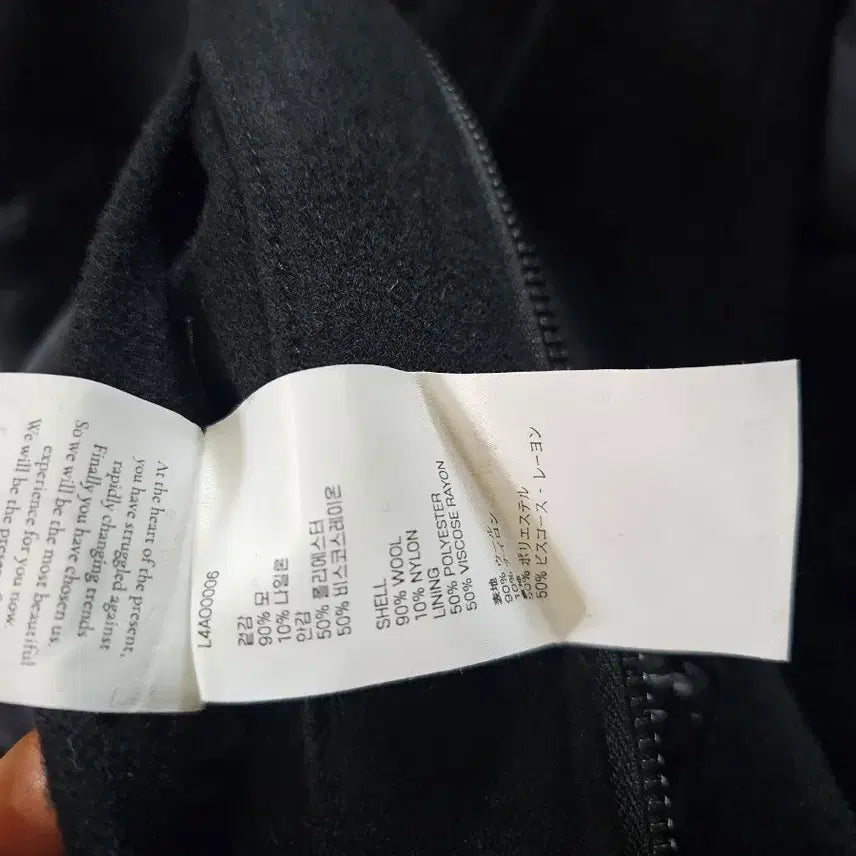 At the heart of the present,
you have struggled against
rapidly changing trends
Finally you have chosen us.
So we will be the most beautiful
experience for you now.
We will be the
L4A00006
겉감
90% 모
10% 나일론
안감
50% 폴리에스터
50% 비스코스레이온
SHELL
90% WOOL
10% NYLON
LINING
50% POLYESTER
50% VISCOSE RAYON
表地
90%
10%
50% ポリエステル
50% ビスコース・レーヨン